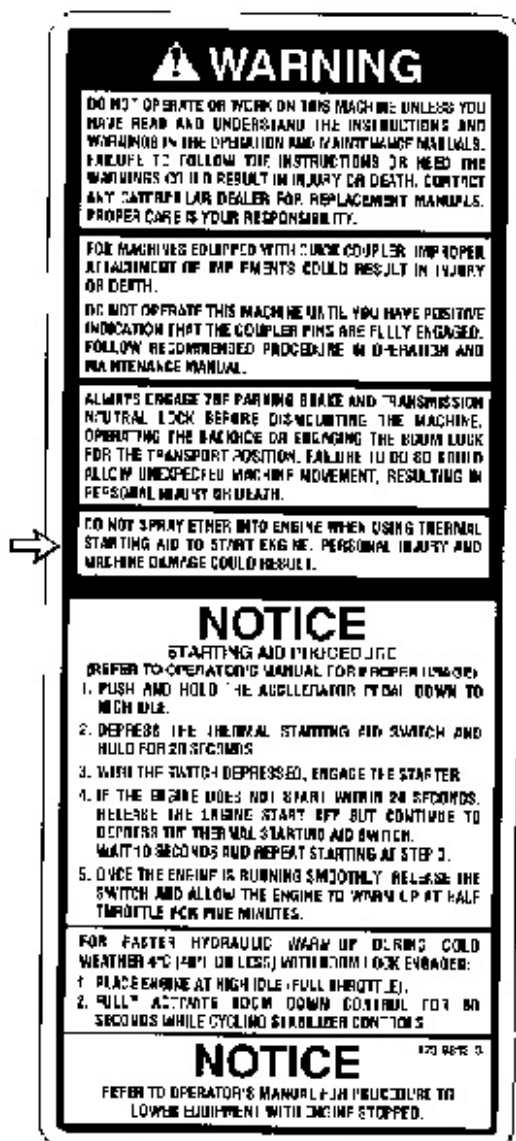 WARNING
DO NOT OPERATE OR WORK ON THIS MACHINE UNLESS YOU
HAVE READ AND UNDERSTAND THE INSTRUCTIONS AND
WARNINGS IN THE OPERATION AND MAINTENANCE MANUALS.
FAILURE TO FOLLOW THE INSTRUCTIONS OR HEED THE
WARNINGS COULD RESULT IN INJURY OR DEATH. CONTACT
ANY CATERPILLAR DEALER FOR REPLACEMENT MANUALS.
PROPER CARE IS YOUR RESPONSIBILITY.
FOR MACHINES EQUIPPED WITH QUICK COUPLER IMPROPER
ATTACHMENT OF IMPLEMENTS COULD RESULT IN INJURY
OR DEATH.
DO NOT OPERATE THIS MACHINE UNTIL YOU HAVE POSITIVE
INDICATION THAT THE COUPLER PINS ARE FULLY ENGAGED.
FOLLOW RECOMMENDED PROCEDURE IN OPERATION AND
MAINTENANCE MANUAL.
ALWAYS ENGAGE THE PARKING BRAKE AND TRANSMISSION
NEUTRAL LOCK BEFORE DISMOUNTING THE MACHINE,
OPERATING THE BACKHOE OR ENGAGING THE BOOM LOCK
FOR THE TRANSPORT POSITION. FAILURE TO DO SO COULD
ALLOW UNEXPECTED MACHINE MOVEMENT, RESULTING IN
PERSONAL INJURY OR DEATH.
DO NOT SPRAY ETHER INTO ENGINE WHEN USING THERMAL
STARTING AID TO START ENGINE. PERSONAL INJURY AND
MACHINE DAMAGE COULD RESULT.
NOTICE
STARTING AID PROCEDURE
(REFER TO OPERATOR'S MANUAL FOR PROPER USAGE)
1. PUSH AND HOLD THE ACCELERATOR PEDAL DOWN TO
HIGH IDLE.
2. DEPRESS THE THERMAL STARTING AID SWITCH AND
HOLD FOR 20 SECONDS
3. WITH THE SWITCH DEPRESSED, ENGAGE THE STARTER
4. IF THE ENGINE DOES NOT START WITHIN SECONDS,
RELEASE THE ENGINE START BUT CONTINUE TO
DEPRESS THE THERMAL STARTING AID SWITCH.
WAIT 10 SECONDS AND REPEAT STARTING AT STEP 3.
5. ONCE THE ENGINE IS RUNNING SMOOTHLY RELEASE THE
SWITCH AND ALLOW THE ENGINE TO WARM UP AT HALF
THROTTLE FOR FIVE MINUTES.
FOR FASTER HYDRAULIC WARM-UP DURING COLD
WEATHER 4°C (40°F OR LESS) WITH BOOM LOCK ENGAGED:
1. PLACE ENGINE AT HIGH IDLE (FULL THROTTLE).
2. FULLY ACTIVATE BOOM DOWN CONTROL FOR
SECONDS WHILE CYCLING STABILIZER CONTROLS
NOTICE
REFER TO OPERATOR'S MANUAL FOR PROCEDURE TO
LOWER EQUIPMENT WITH ENGINE STOPPED.